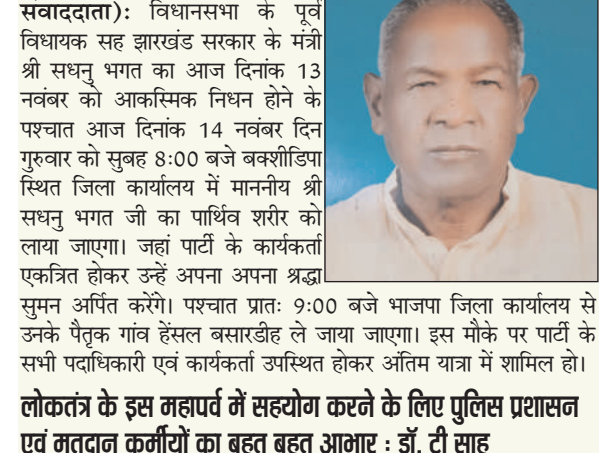 संवाददाता): विधानसभा के पूर्व
विधायक सह झारखंड सरकार के मंत्री
श्री सधनु भगत का आज दिनांक 13
नवंबर को आकस्मिक निधन होने के
पश्चात आज दिनांक 14 नवंबर दिन
गुरुवार को सुबह 8:00 बजे बक्शीडिपा
स्थित जिला कार्यालय में माननीय श्री
सधनु भगत जी का पार्थिव शरीर को
लाया जाएगा। जहां पार्टी के कार्यकर्ता
एकत्रित होकर उन्हें अपना अपना श्रद्धा
सुमन अर्पित करेंगे। पश्चात प्रातः 9:00 बजे भाजपा जिला कार्यालय से
उनके पैतृक गांव हेंसल बसारडीह ले जाया जाएगा। इस मौके पर पार्टी के
सभी पदाधिकारी एवं कार्यकर्ता उपस्थित होकर अंतिम यात्रा में शामिल हो।
लोकतंत्र के इस महापर्व में सहयोग करने के लिए पुलिस प्रशासन
एवं मतदान कर्मीयों का बहुत बहुत आभार : डॉ. टी साहु